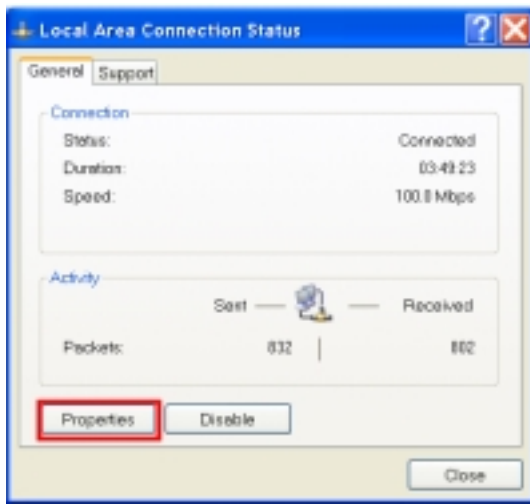 Local Area Connection Status
General Support
Connection
Status: Connected
Duration: 03:49:23
Speed: 100.0 Mbps
Activity
Sent Received
Packets: 832 802
Properties Disable
Close